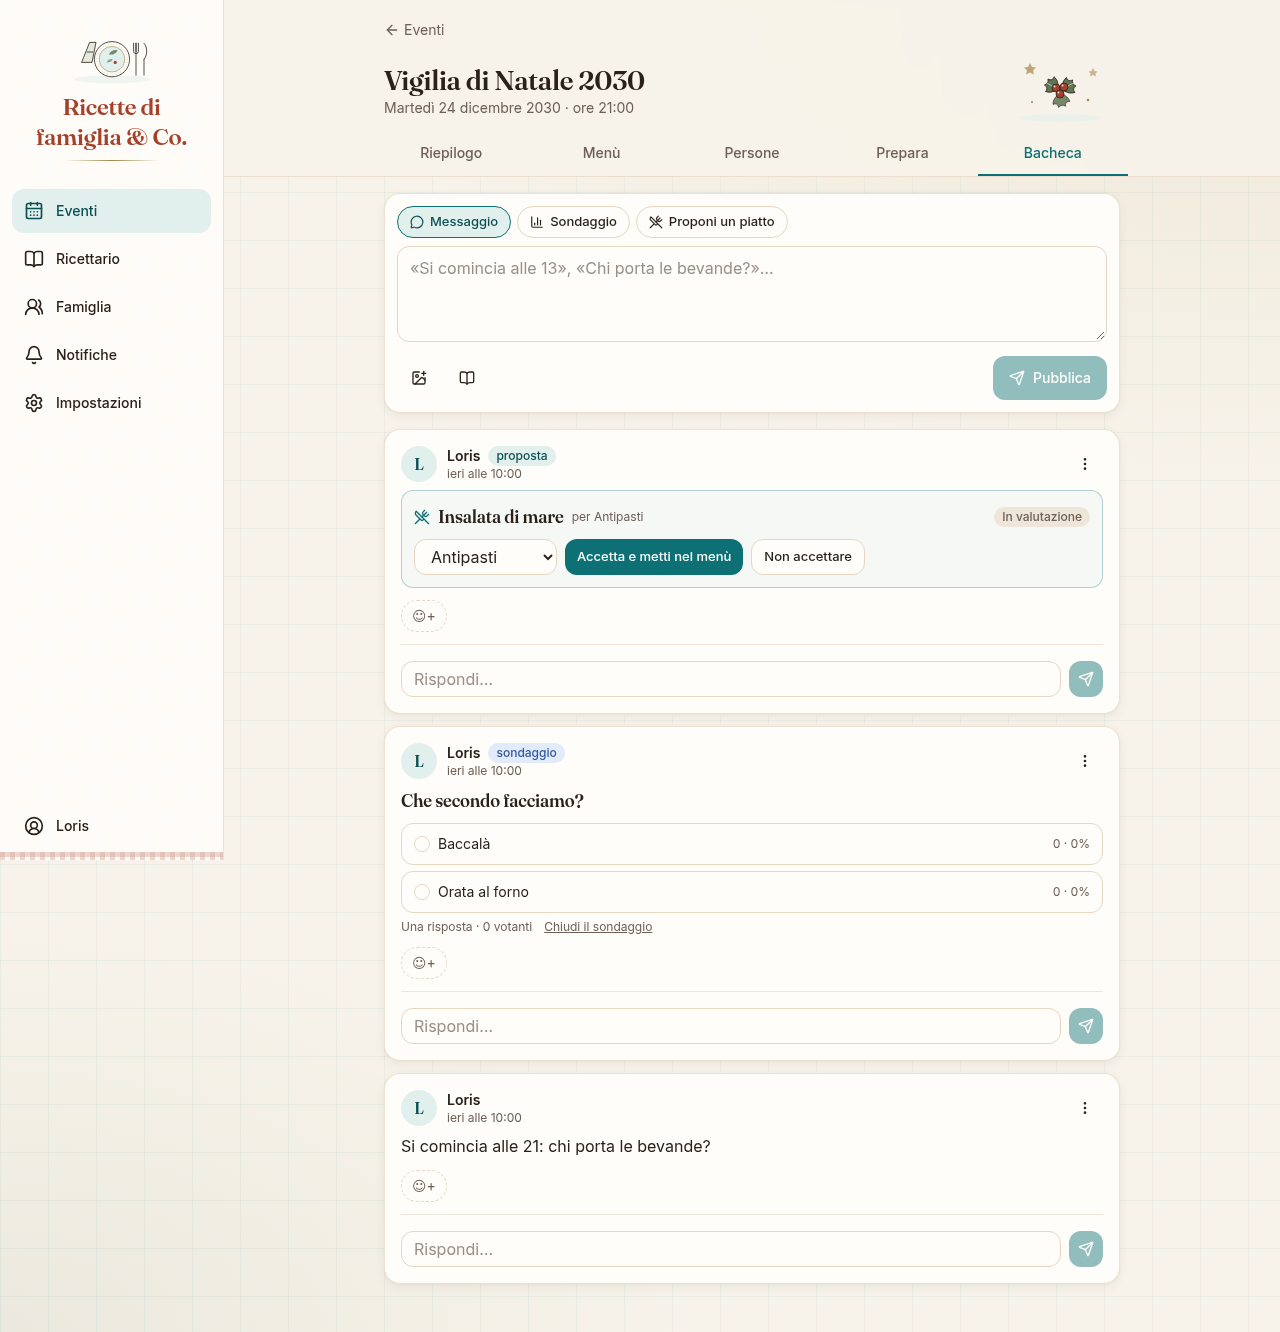 Ricette di
famiglia & Co.
Eventi
Ricettario
Famiglia
Notifiche
Impostazioni
Loris
Eventi
Vigilia di Natale 2030
Martedì 24 dicembre 2030 · ore 21:00
Riepilogo
Menù
Persone
Prepara
Bacheca
Messaggio
Sondaggio
Proponi un piatto
«Si comincia alle 13», «Chi porta le bevande?»...
Pubblica
L
Loris proposta
ieri alle 10:00
Insalata di mare per Antipasti
In valutazione
Antipasti
Accetta e metti nel menù
Non accettare
Rispondi...
L
Loris sondaggio
ieri alle 10:00
Che secondo facciamo?
Baccalà 0 · 0%
Orata al forno 0 · 0%
Una risposta · 0 votanti Chiudi il sondaggio
Rispondi...
L
Loris
ieri alle 10:00
Si comincia alle 21: chi porta le bevande?
Rispondi...